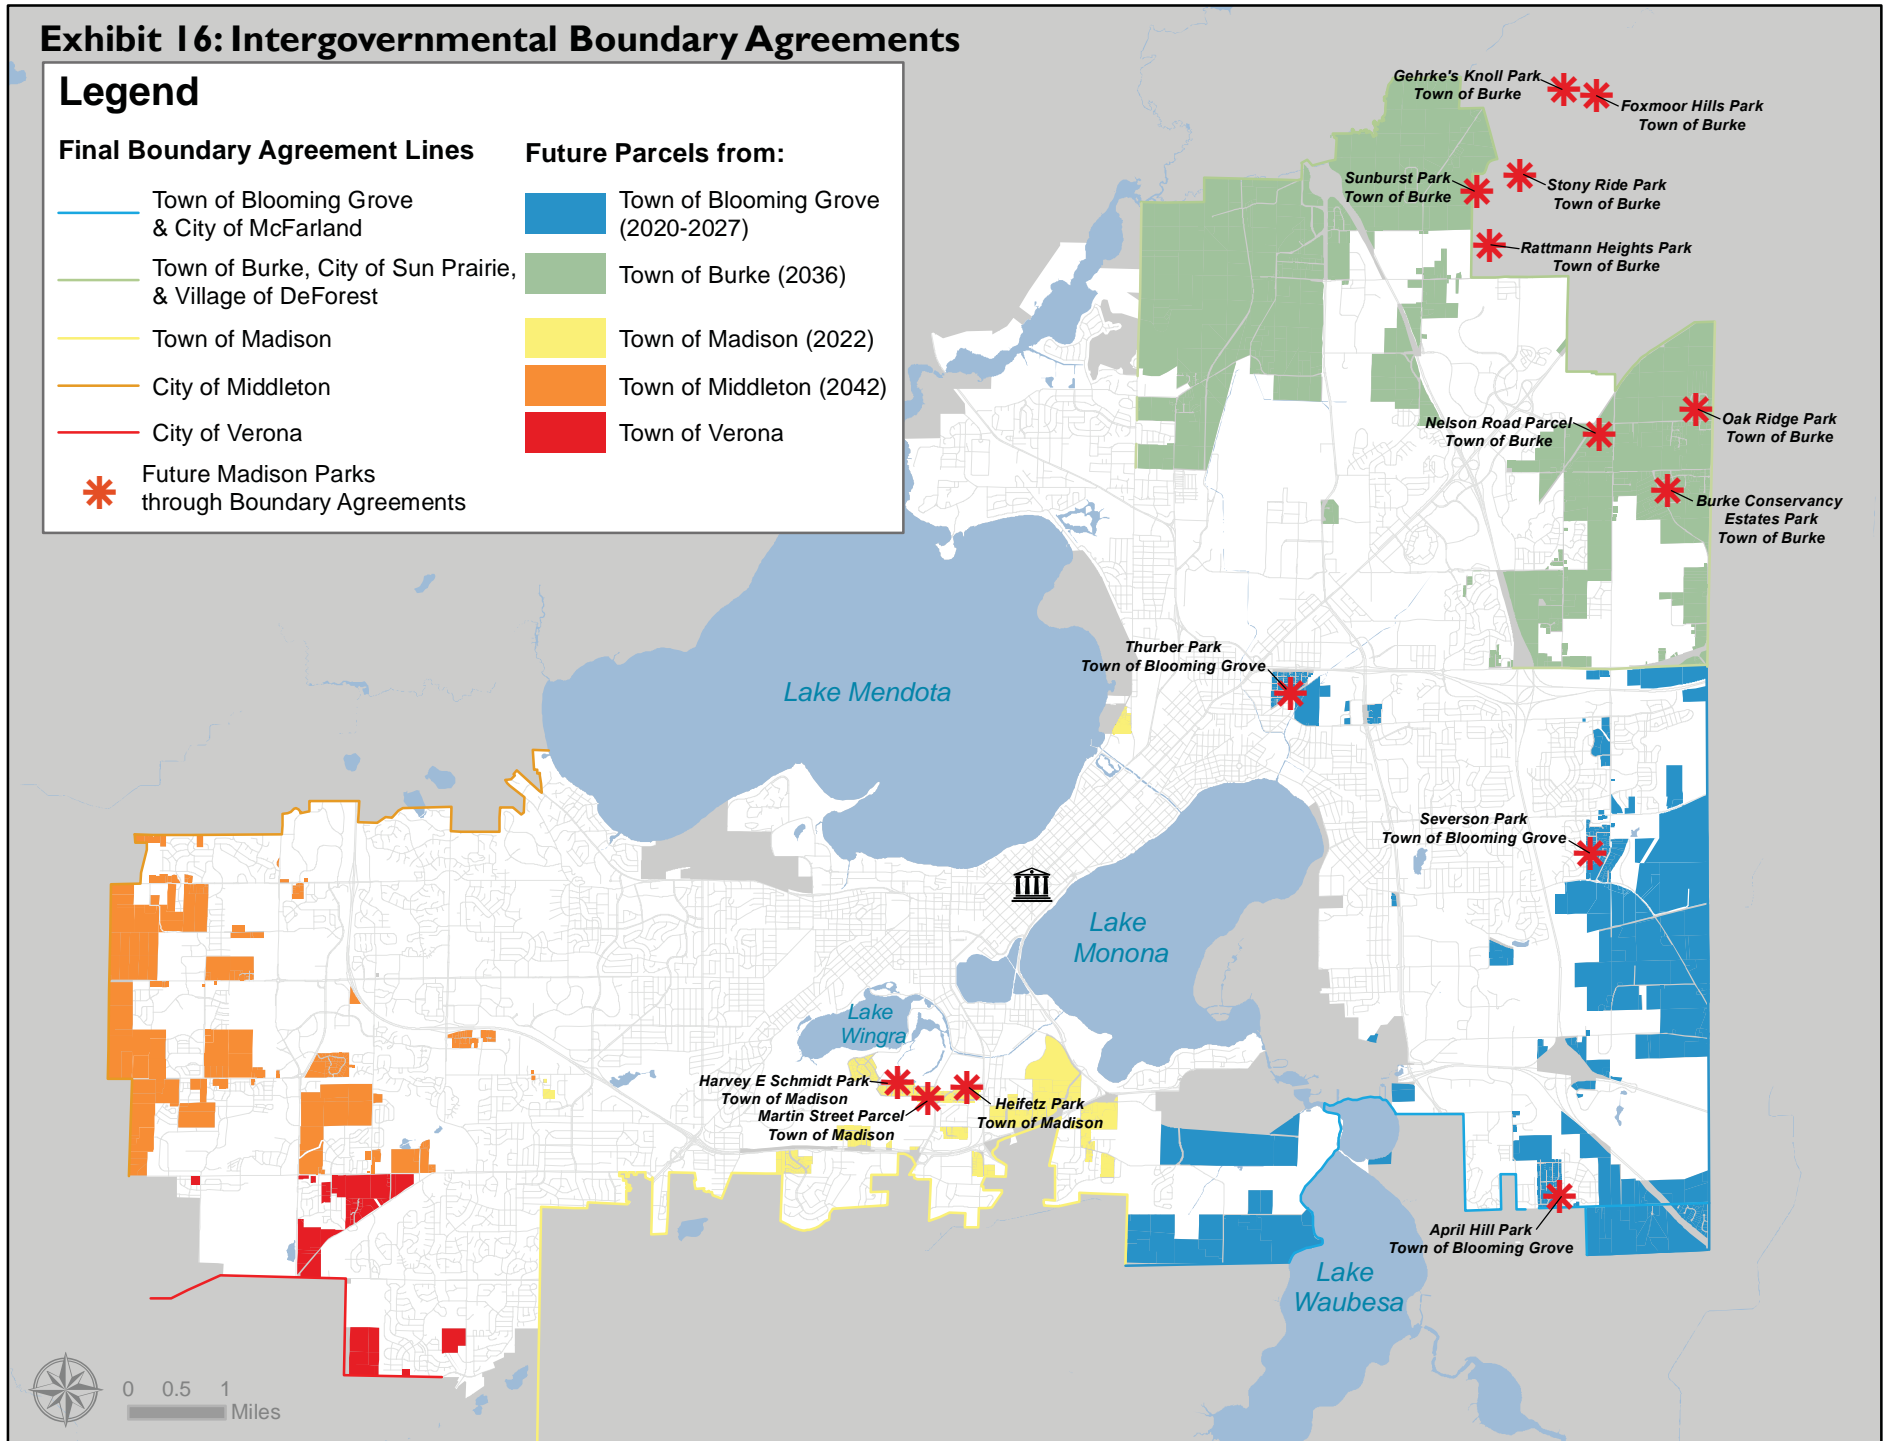 Exhibit 16: Intergovernmental Boundary Agreements
Legend
Final Boundary Agreement Lines
Town of Blooming Grove
& City of McFarland
Town of Burke, City of Sun Prairie,
& Village of DeForest
Town of Madison
City of Middleton
City of Verona
Future Madison Parks
through Boundary Agreements
Future Parcels from:
Town of Blooming Grove
(2020-2027)
Town of Burke (2036)
Town of Madison (2022)
Town of Middleton (2042)
Town of Verona
Gehrke's Knoll Park
Town of Burke
Foxmoor Hills Park
Town of Burke
Sunburst Park
Town of Burke
Stony Ride Park
Town of Burke
Rattmann Heights Park
Town of Burke
Nelson Road Parcel
Town of Burke
Oak Ridge Park
Town of Burke
Burke Conservancy
Estates Park
Town of Burke
Thurber Park
Town of Blooming Grove
Lake Mendota
Severson Park
Town of Blooming Grove
Lake
Monona
Lake
Wingra
Harvey E Schmidt Park
Town of Madison
Martin Street Parcel
Town of Madison
Heifetz Park
Town of Madison
April Hill Park
Town of Blooming Grove
Lake
Waubesa
0 0.5 1
Miles